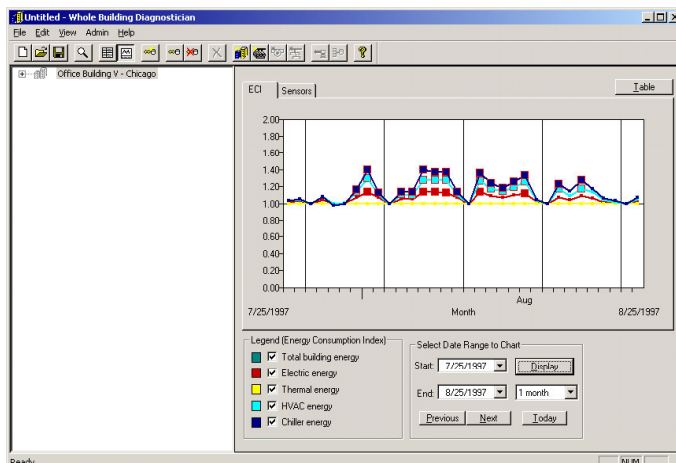 Untitled - Whole Building Diagnostician
File Edit View Admin Help
Office Building V - Chicago
ECI Sensors
Table
2.00
1.80
1.60
1.40
1.20
1.00
0.80
0.60
0.40
0.20
0.00
Aug
7/25/1997 Month 8/25/1997
Legend (Energy Consumption Index)
Total building energy
Electric energy
Thermal energy
HVAC energy
Chiller energy
Select Date Range to Chart
Start: 7/25/1997 Display
End: 8/25/1997 1 month
Previous Next Today
Ready NUM